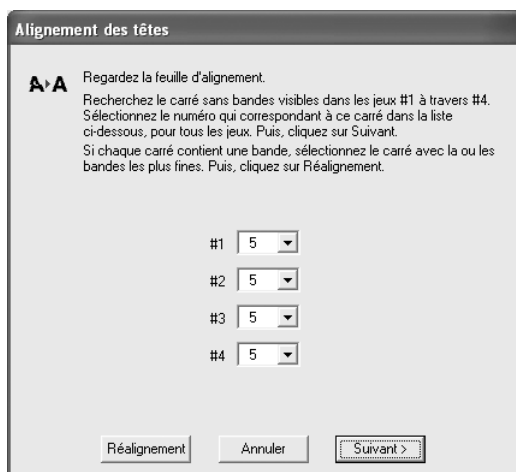 Alignement des têtes
A A
Regardez la feuille d'alignement.
Recherchez le carré sans bandes visibles dans les jeux #1 à travers #4.
Sélectionnez le numéro qui correspondant à ce carré dans la liste
ci-dessous, pour tous les jeux. Puis, cliquez sur Suivant.
Si chaque carré contient une bande, sélectionnez le carré avec la ou les
bandes les plus fines. Puis, cliquez sur Réalignement.
#1 5
#2 5
#3 5
#4 5
Réalignement Annuler Suivant >